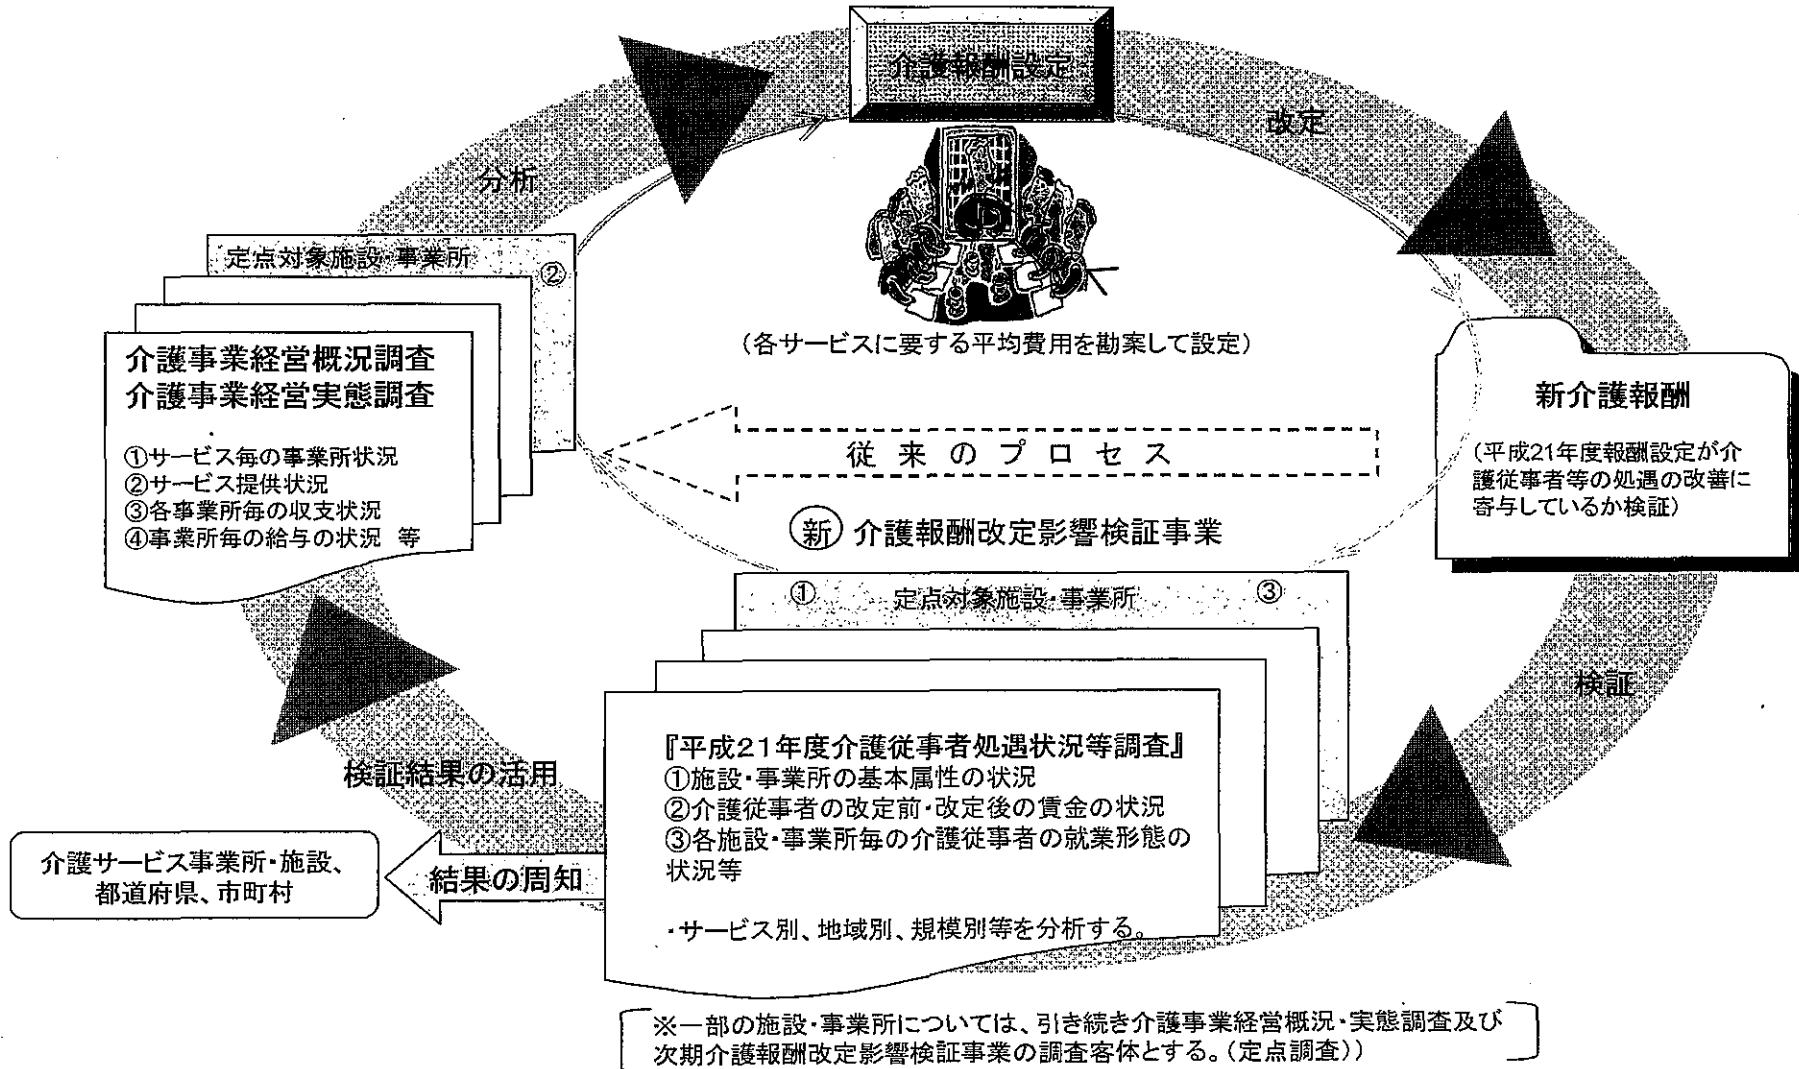 介護報酬設定
改定
分析
定点対象施設・事業所
②
介護事業経営概況調査
介護事業経営実態調査
①サービス毎の事業所状況
②サービス提供状況
③各事業所毎の収支状況
④事業所毎の給与の状況 等
(各サービスに要する平均費用を勘案して設定)
従来のプロセス
新 介護報酬改定影響検証事業
新介護報酬
(平成21年度報酬設定が介
護従事者等の処遇の改善に
寄与しているか検証)
① 定点対象施設・事業所 ③
検証
『平成21年度介護従事者処遇状況等調査』
①施設・事業所の基本属性の状況
②介護従事者の改定前・改定後の賃金の状況
③各施設・事業所毎の介護従事者の就業形態の
状況等
・サービス別、地域別、規模別等を分析する。
検証結果の活用
結果の周知
介護サービス事業所・施設、
都道府県、市町村
※一部の施設・事業所については、引き続き介護事業経営概況・実態調査及び
次期介護報酬改定影響検証事業の調査客体とする。(定点調査))